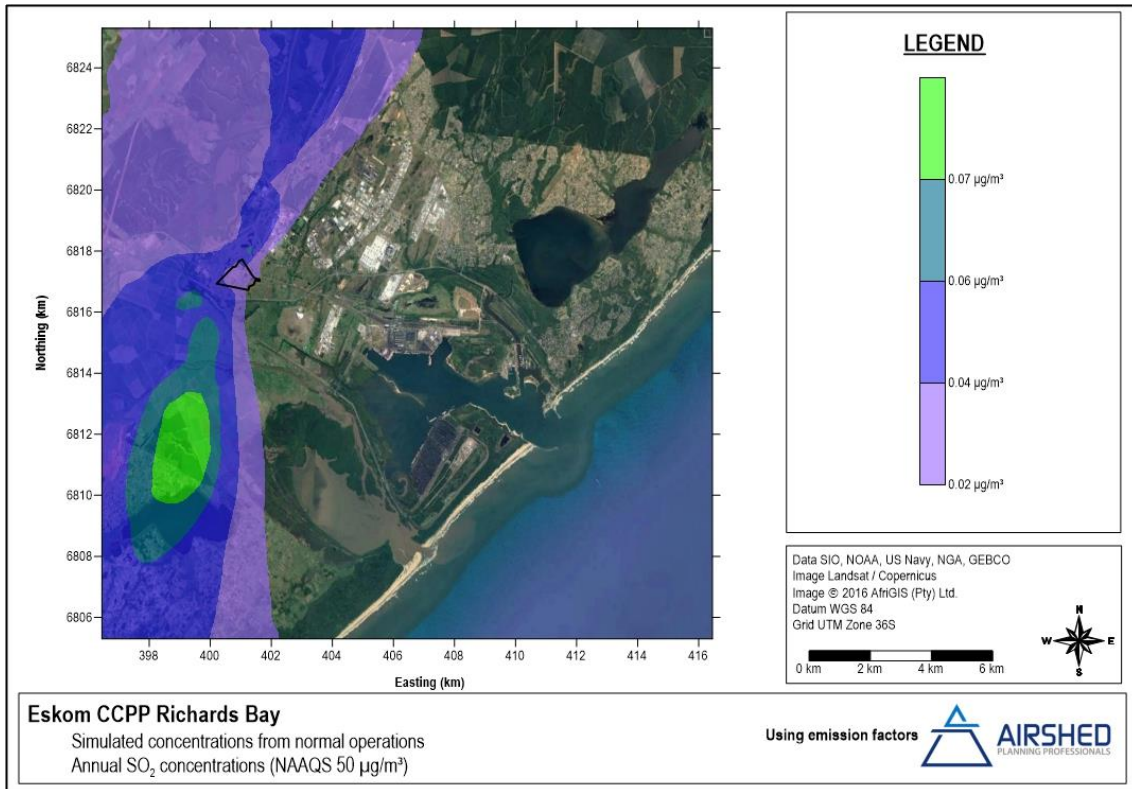 6824
6822
6820
6818
6816
6814
6812
6810
6808
6806
Northing (km)
398 400 402 404 406 408 410 412 414 416
Easting (km)
LEGEND
0.07 µg/m³
0.06 µg/m³
0.04 µg/m³
0.02 µg/m³
Data SIO, NOAA, US Navy, NGA, GEBCO
Image Landsat / Copernicus
Image © 2016 AfriGIS (Pty) Ltd.
Datum WGS 84
Grid UTM Zone 36S
N
W E
S
0 km 2 km 4 km 6 km
Eskom CCPP Richards Bay
Simulated concentrations from normal operations
Annual SO₂ concentrations (NAAQS 50 µg/m³)
Using emission factors
AIRSHED
PLANNING PROFESSIONALS